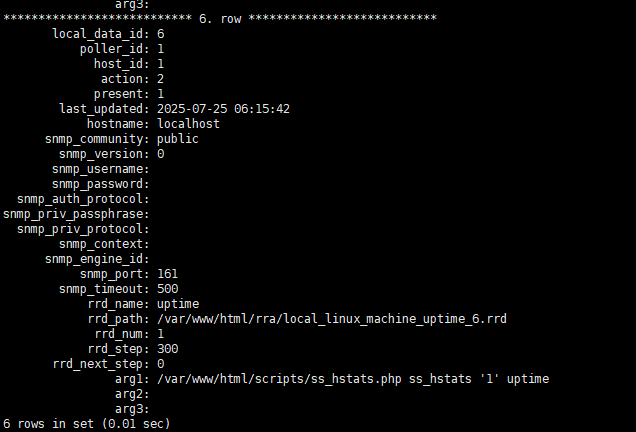 arg3:
*************************** 6. row ***************************
local_data_id: 6
poller_id: 1
host_id: 1
action: 2
present: 1
last_updated: 2025-07-25 06:15:42
hostname: localhost
snmp_community: public
snmp_version: 0
snmp_username:
snmp_password:
snmp_auth_protocol:
snmp_priv_passphrase:
snmp_priv_protocol:
snmp_context:
snmp_engine_id:
snmp_port: 161
snmp_timeout: 500
rrd_name: uptime
rrd_path: /var/www/html/rra/local_linux_machine_uptime_6.rrd
rrd_num: 1
rrd_step: 300
rrd_next_step: 0
arg1: /var/www/html/scripts/ss_hstats.php ss_hstats '1' uptime
arg2:
arg3:
6 rows in set (0.01 sec)